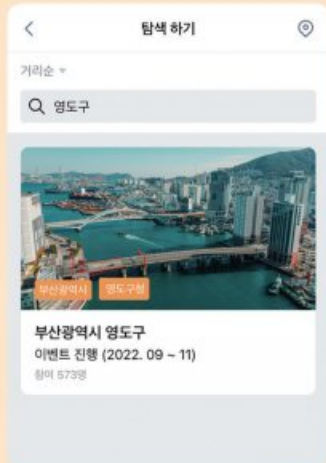 탐색 하기
거리순
영도구
부산광역시 영도구청
부산광역시 영도구
이벤트 진행 (2022. 09 ~ 11)
참여 573명